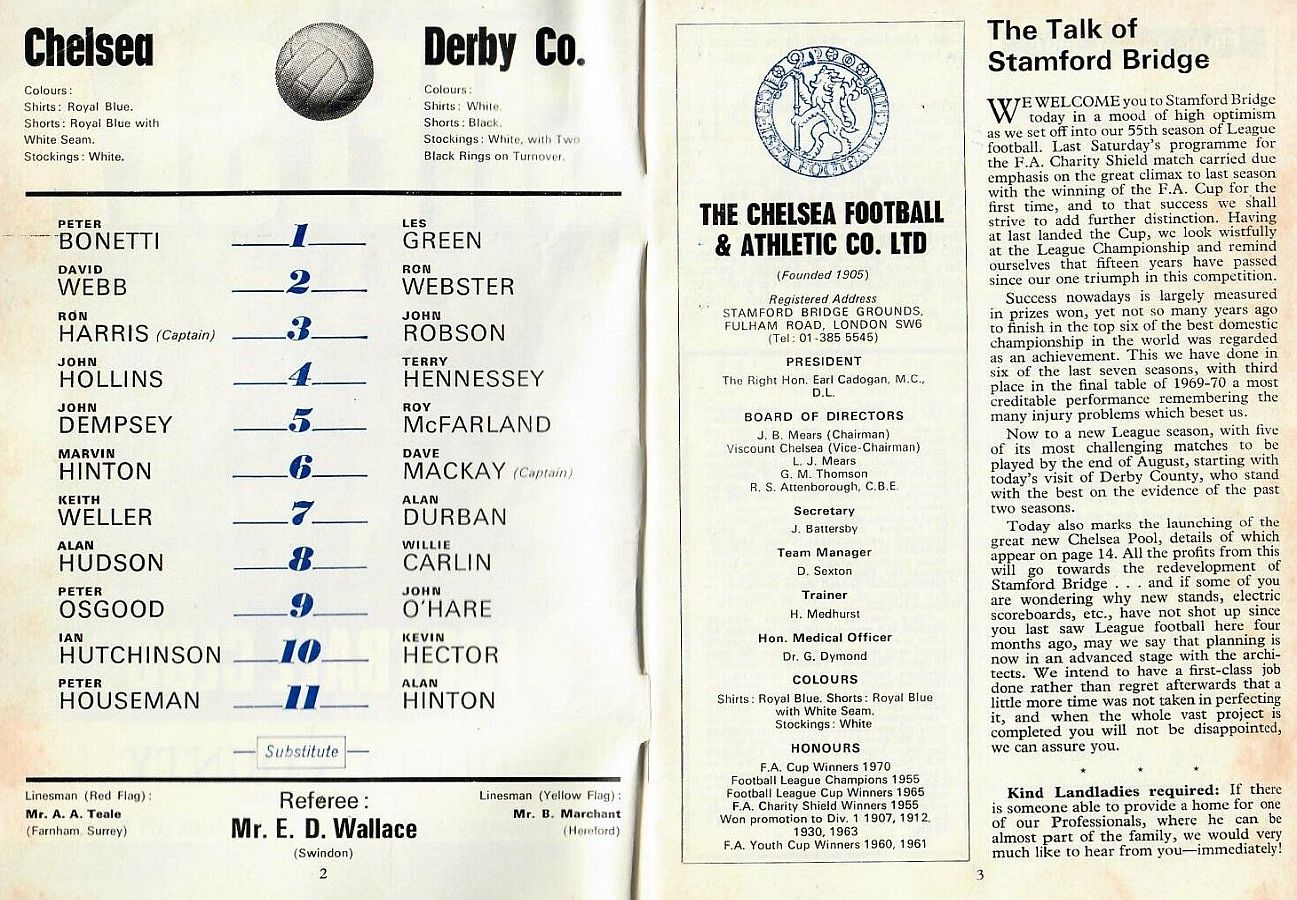 Chelsea
Colours:
Shirts: Royal Blue.
Shorts: Royal Blue with
White Seam.
Stockings: White.
Derby Co.
Colours:
Shirts: White.
Shorts: Black.
Stockings: White, with Two
Black Rings on Turnover.
PETER
BONETTI
1
LES
GREEN
DAVID
WEBB
2
RON
WEBSTER
RON
HARRIS (Captain)
3
JOHN
ROBSON
JOHN
HOLLINS
4
TERRY
HENNESSEY
JOHN
DEMPSEY
5
ROY
McFARLAND
MARVIN
HINTON
6
DAVE
MACKAY (Captain)
KEITH
WELLER
7
ALAN
DURBAN
ALAN
HUDSON
8
WILLIE
CARLIN
PETER
OSGOOD
9
JOHN
O'HARE
IAN
HUTCHINSON
10
KEVIN
HECTOR
PETER
HOUSEMAN
11
ALAN
HINTON
Substitute
Linesman (Red Flag):
Mr. A. A. Teale
(Farnham, Surrey)
Referee:
Mr. E. D. Wallace
(Swindon)
Linesman (Yellow Flag):
Mr. B. Marchant
(Hereford)
2
CHELSEA FOOTBALL
THE CHELSEA FOOTBALL
& ATHLETIC CO. LTD
(Founded 1905)
Registered Address
STAMFORD BRIDGE GROUNDS,
FULHAM ROAD, LONDON SW6
(Tel: 01-385 5545)
PRESIDENT
The Right Hon. Earl Cadogan, M.C.,
D.L.
BOARD OF DIRECTORS
J. B. Mears (Chairman)
Viscount Chelsea (Vice-Chairman)
L. J. Mears
G. M. Thomson
R. S. Attenborough, C.B.E.
Secretary
J. Battersby
Team Manager
D. Sexton
Trainer
H. Medhurst
Hon. Medical Officer
Dr. G. Dymond
COLOURS
Shirts: Royal Blue. Shorts: Royal Blue
with White Seam.
Stockings: White
HONOURS
F.A. Cup Winners 1970
Football League Champions 1955
Football League Cup Winners 1965
F.A. Charity Shield Winners 1955
Won promotion to Div. 1 1907, 1912,
1930, 1963
F.A. Youth Cup Winners 1960, 1961
The Talk of
Stamford Bridge
WE WELCOME you to Stamford Bridge
today in a mood of high optimism
as we set off into our 55th season of League
football. Last Saturday's programme for
the F.A. Charity Shield match carried due
emphasis on the great climax to last season
with the winning of the F.A. Cup for the
first time, and to that success we shall
strive to add further distinction. Having
at last landed the Cup, we look wistfully
at the League Championship and remind
ourselves that fifteen years have passed
since our one triumph in this competition.
Success nowadays is largely measured
in prizes won, yet not so many years ago
to finish in the top six of the best domestic
championship in the world was regarded
as an achievement. This we have done in
six of the last seven seasons, with third
place in the final table of 1969-70 a most
creditable performance remembering the
many injury problems which beset us.
Now to a new League season, with five
of its most challenging matches to be
played by the end of August, starting with
today's visit of Derby County, who stand
with the best on the evidence of the past
two seasons.
Today also marks the launching of the
great new Chelsea Pool, details of which
appear on page 14. All the profits from this
will go towards the redevelopment of
Stamford Bridge . . . and if some of you
are wondering why new stands, electric
scoreboards, etc., have not shot up since
you last saw League football here four
months ago, may we say that planning is
now in an advanced stage with the archi-
tects. We intend to have a first-class job
done rather than regret afterwards that a
little more time was not taken in perfecting
it, and when the whole vast project is
completed you will not be disappointed,
we can assure you.
* * *
Kind Landladies required: If there
is someone able to provide a home for one
of our Professionals, where he can be
almost part of the family, we would very
much like to hear from you—immediately!
3